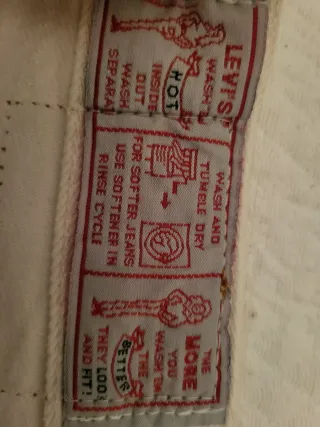 LEVI'S
WASH
HOT
INSIDE
OUT
WASH
SEPARA
WASH AND
TUMBLE DRY
FOR SOFTER JEANS
USE SOFTENER IN
RINSE CYCLE
THE
MORE
YOU
WASH 'EM
THE
BETTER
THEY LOOK
AND FIT!